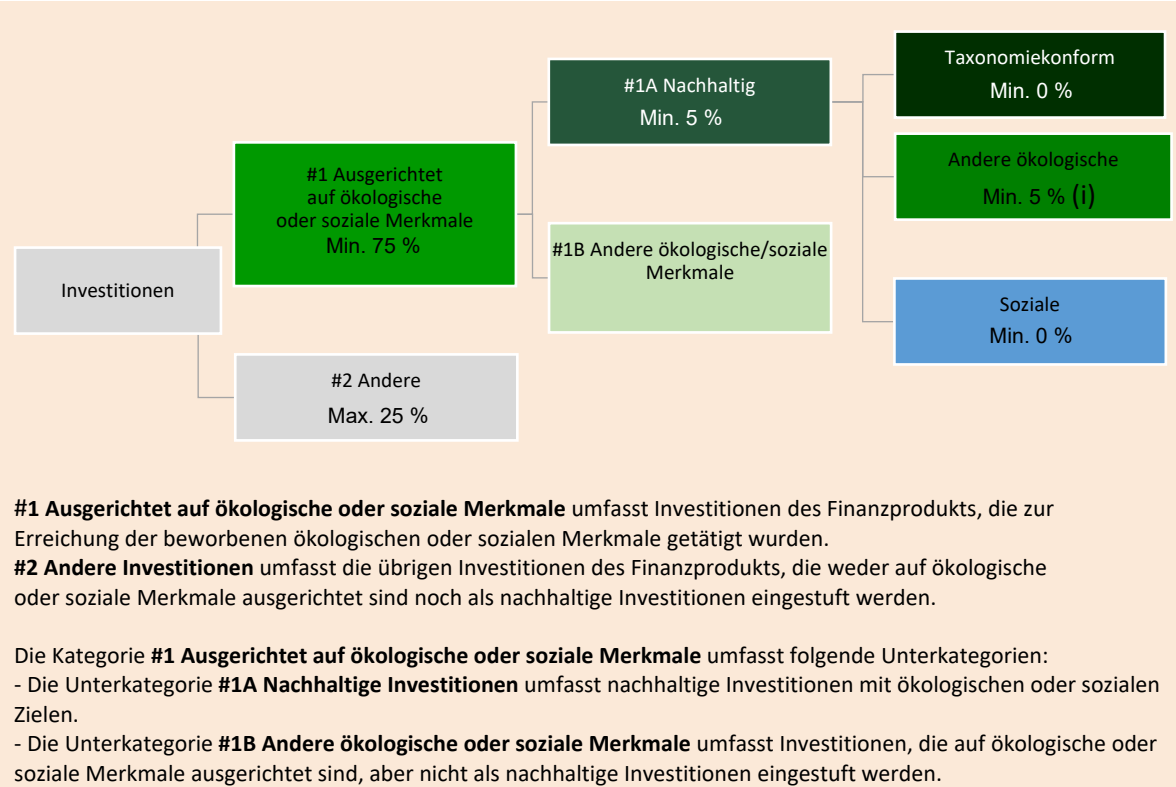 Investitionen
#1 Ausgerichtet
auf ökologische
oder soziale Merkmale
Min. 75 %
#2 Andere
Max. 25 %
#1A Nachhaltig
Min. 5 %
#1B Andere ökologische/soziale
Merkmale
Taxonomiekonform
Min. 0 %
Andere ökologische
Min. 5 % (i)
Soziale
Min. 0 %
#1 Ausgerichtet auf ökologische oder soziale Merkmale umfasst Investitionen des Finanzprodukts, die zur
Erreichung der beworbenen ökologischen oder sozialen Merkmale getätigt wurden.
#2 Andere Investitionen umfasst die übrigen Investitionen des Finanzprodukts, die weder auf ökologische
oder soziale Merkmale ausgerichtet sind noch als nachhaltige Investitionen eingestuft werden.
Die Kategorie #1 Ausgerichtet auf ökologische oder soziale Merkmale umfasst folgende Unterkategorien:
- Die Unterkategorie #1A Nachhaltige Investitionen umfasst nachhaltige Investitionen mit ökologischen oder sozialen
Zielen.
- Die Unterkategorie #1B Andere ökologische oder soziale Merkmale umfasst Investitionen, die auf ökologische oder
soziale Merkmale ausgerichtet sind, aber nicht als nachhaltige Investitionen eingestuft werden.